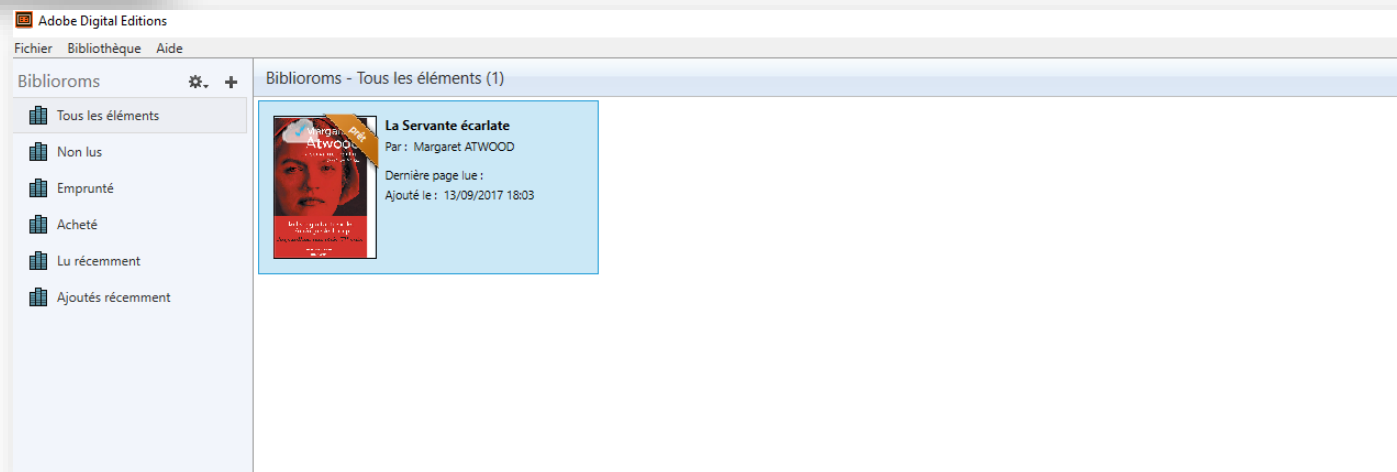 Adobe Digital Editions
Fichier Bibliothèque Aide
Biblioroms
Tous les éléments
Non lus
Emprunté
Acheté
Lu récemment
Ajoutés récemment
Biblioroms - Tous les éléments (1)
prêt
Atwood
La Servante écarlate
Par : Margaret ATWOOD
Dernière page lue :
Ajouté le : 13/09/2017 18:03